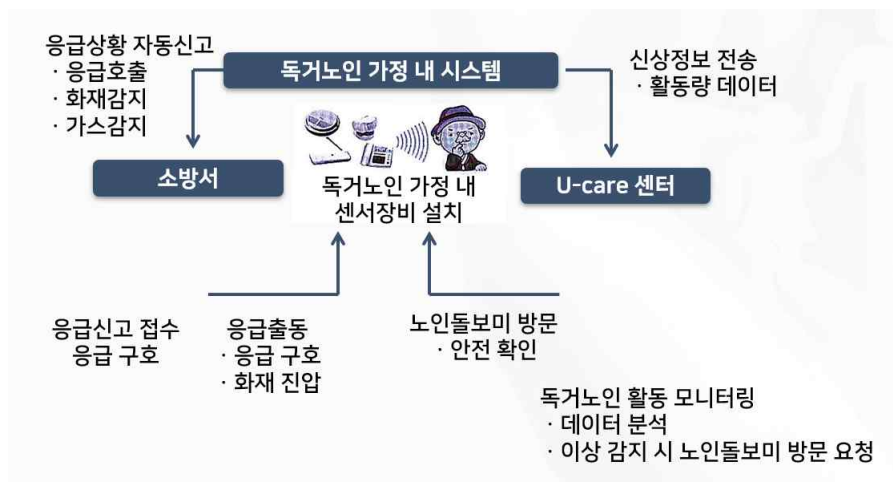 응급상황 자동신고
· 응급호출
· 화재감지
· 가스감지
독거노인 가정 내 시스템
신상정보 전송
· 활동량 데이터
소방서
독거노인 가정 내
센서장비 설치
U-care 센터
응급신고 접수
응급 구호
응급출동
· 응급 구호
· 화재 진압
노인돌보미 방문
· 안전 확인
독거노인 활동 모니터링
· 데이터 분석
· 이상 감지 시 노인돌보미 방문 요청